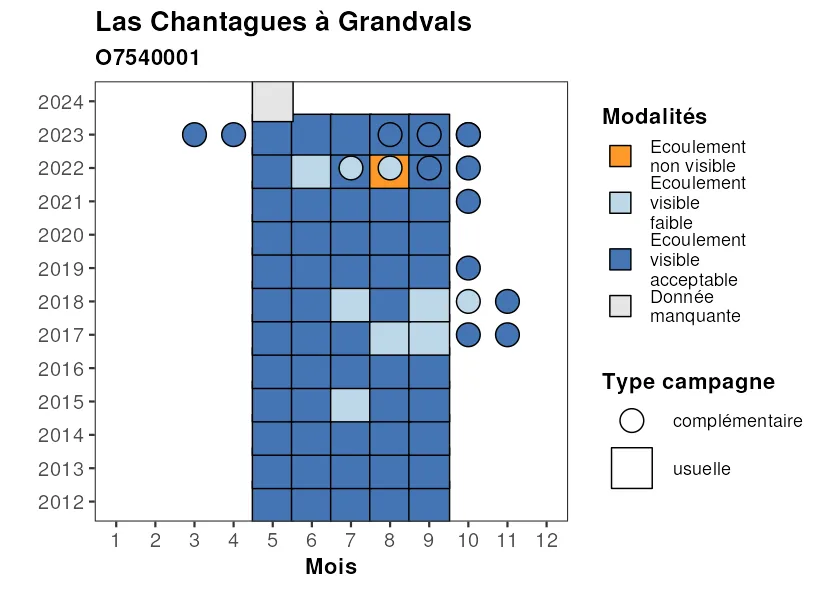 Las Chantagues à Grandvals
O7540001
2024
2023
2022
2021
2020
2019
2018
2017
2016
2015
2014
2013
2012
1 2 3 4 5 6 7 8 9 10 11 12
Mois
Modalités
Ecoulement
non visible
Ecoulement
visible
faible
Ecoulement
visible
acceptable
Donnée
manquante
Type campagne
complémentaire
usuelle